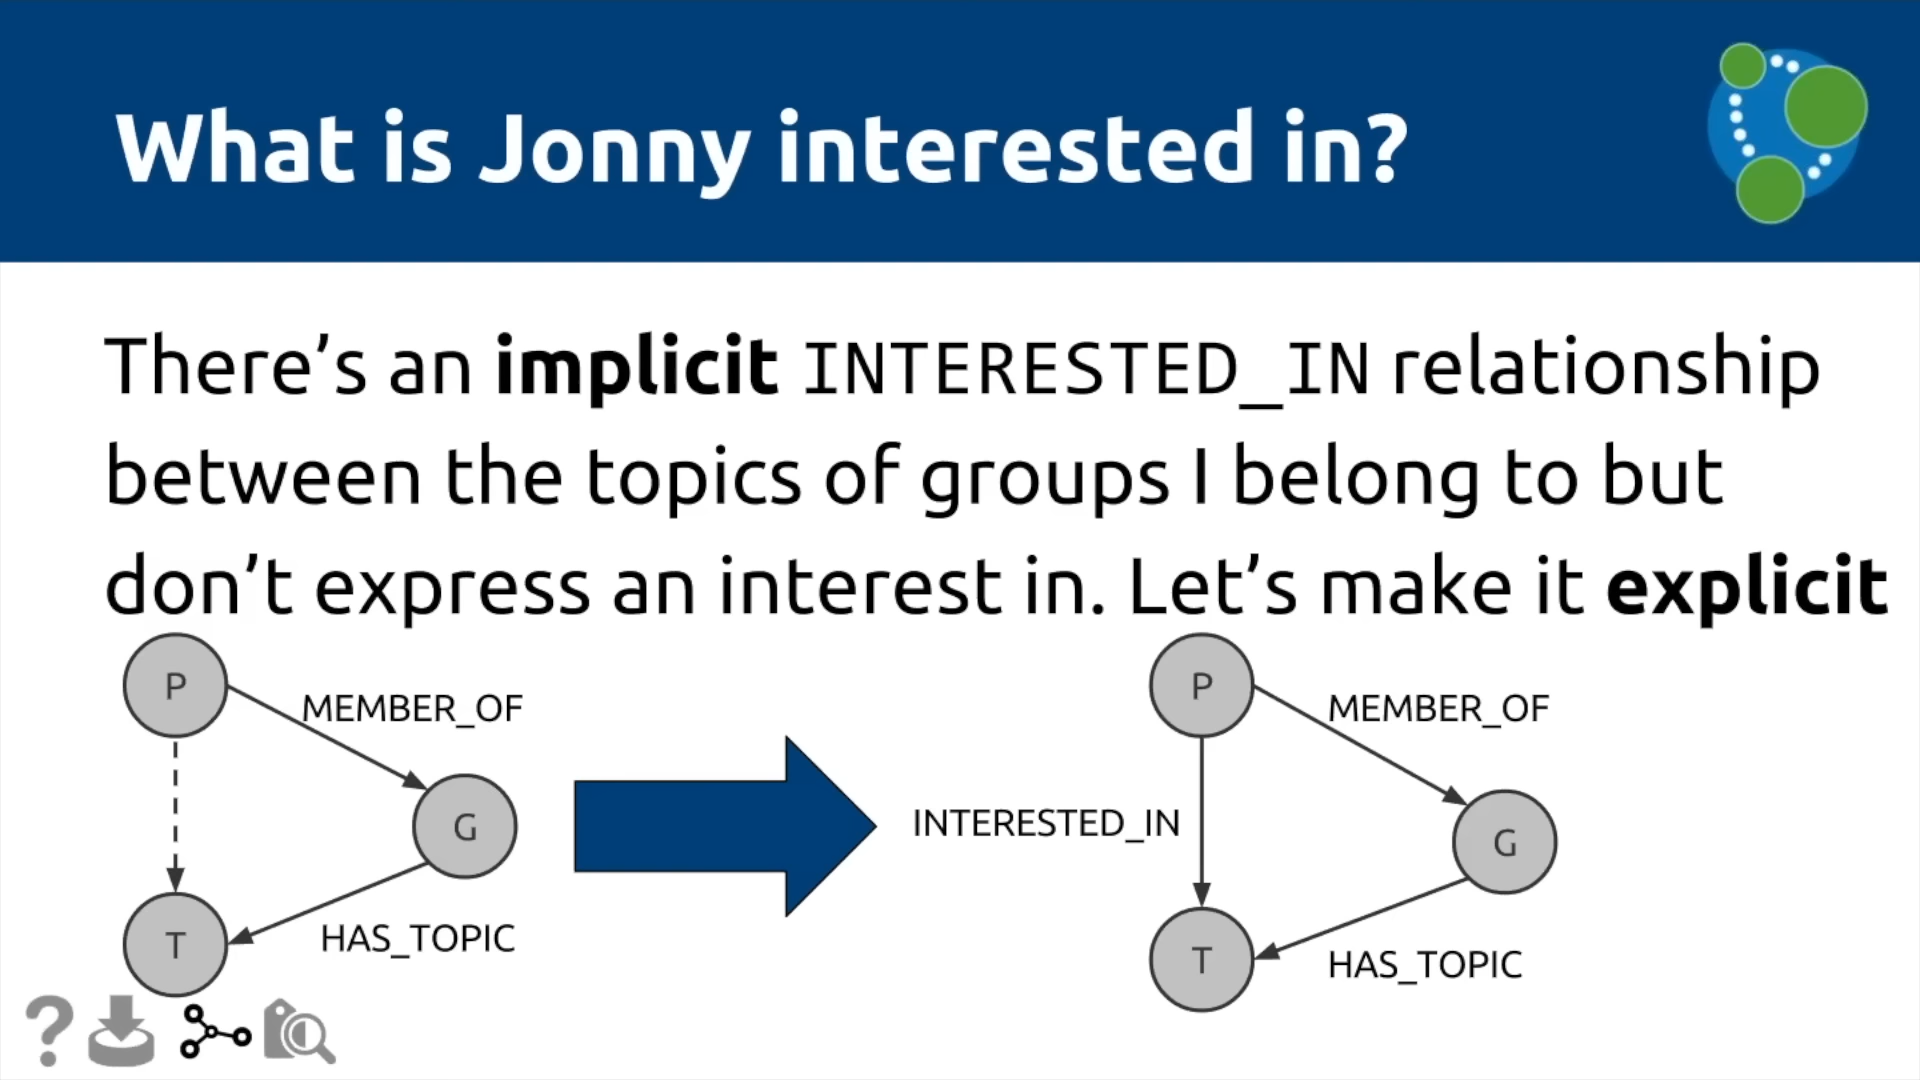 What is Jonny interested in?
There’s an implicit INTERESTED_IN relationship
between the topics of groups I belong to but
don’t express an interest in. Let’s make it explicit
P
MEMBER_OF
G
T
HAS_TOPIC
P
MEMBER_OF
INTERESTED_IN
G
T
HAS_TOPIC
?